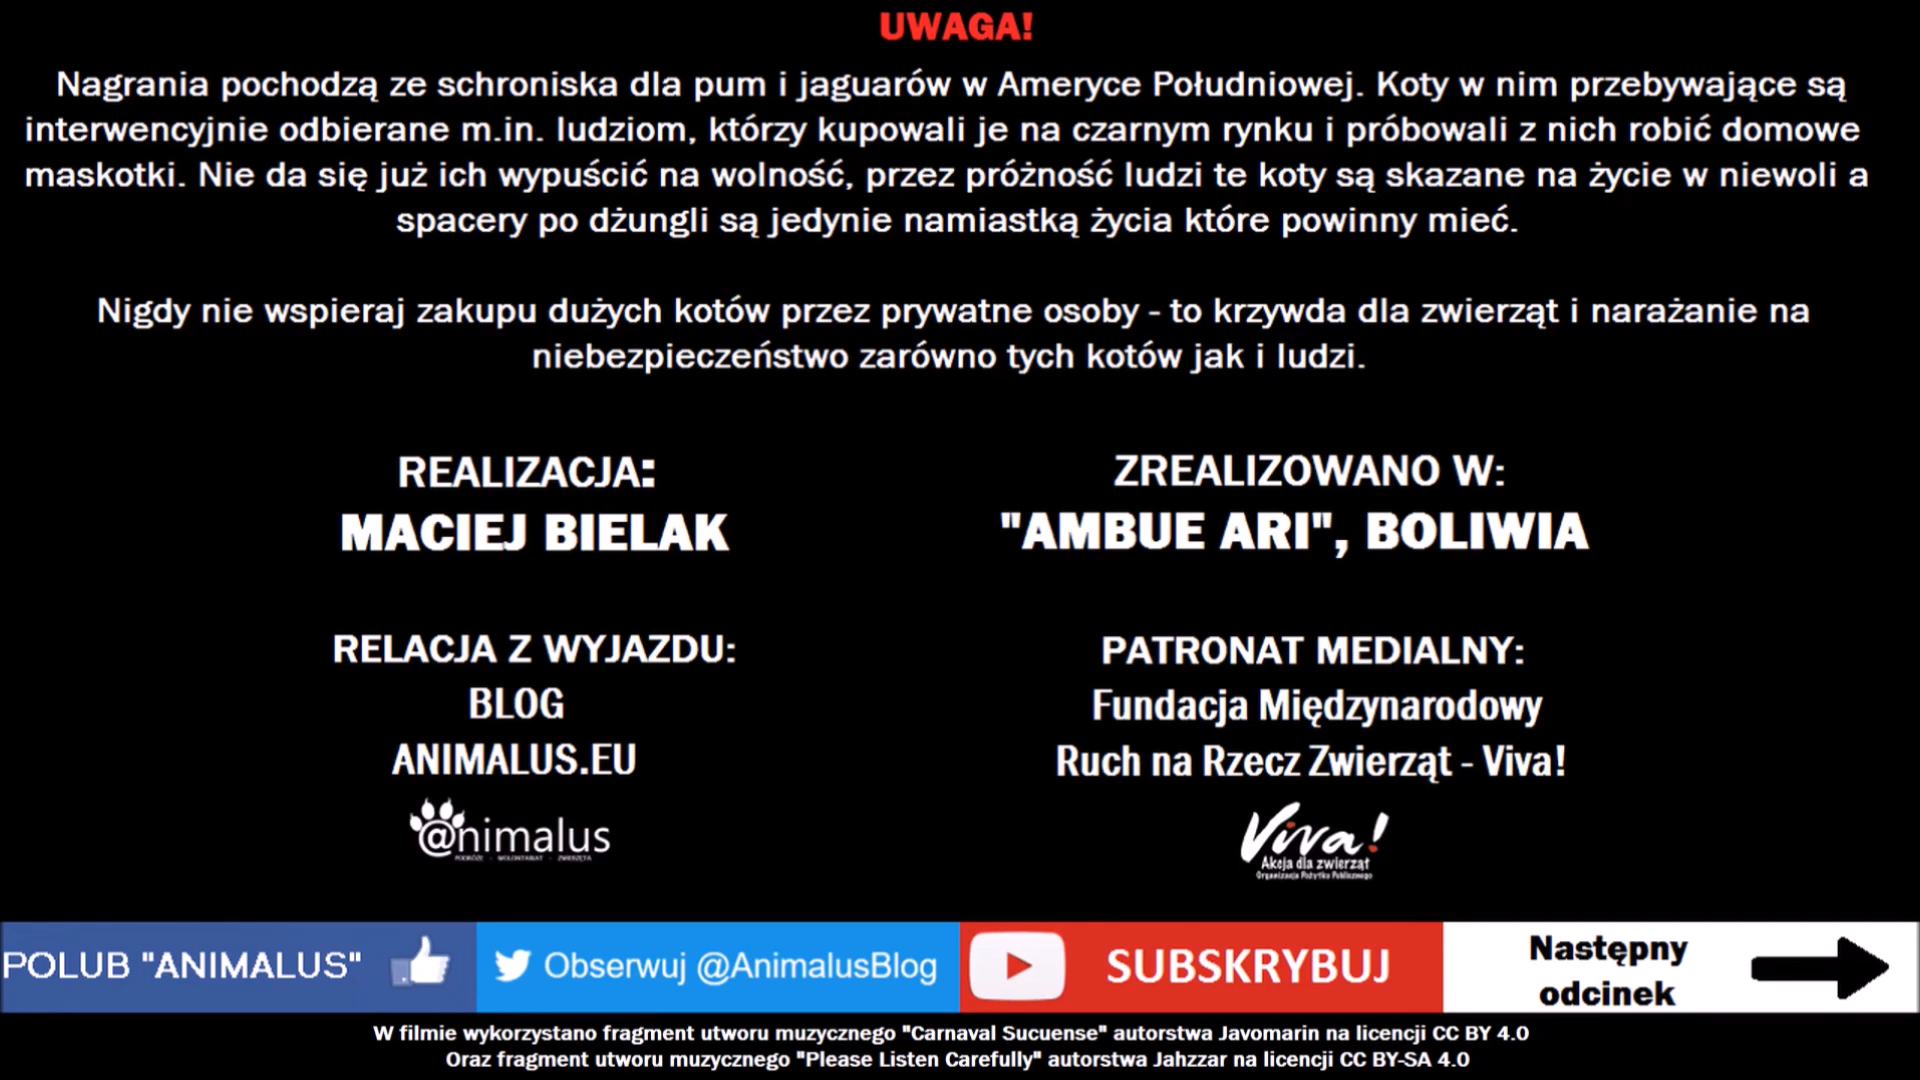 UWAGA!
Nagrania pochodzą ze schroniska dla pum i jaguarów w Ameryce Południowej. Koty w nim przebywające są
interwencyjnie odbierane m.in. ludziom, którzy kupowali je na czarnym rynku i próbowali z nich robić domowe
maskotki. Nie da się już ich wypuścić na wolność, przez próżność ludzi te koty są skazane na życie w niewoli a
spacery po dżungli są jedynie namiastką życia które powinny mieć.
Nigdy nie wspieraj zakupu dużych kotów przez prywatne osoby - to krzywda dla zwierząt i narażanie na
niebezpieczeństwo zarówno tych kotów jak i ludzi.
REALIZACJA:
MACIEJ BIELAK
ZREALIZOWANO W:
"AMBUE ARI", BOLIWIA
RELACJA Z WYJAZDU:
BLOG
ANIMALUS.EU
@nimalus
PODRÓŻE - WOLONTARIAT - ZWIERZĘTA
PATRONAT MEDIALNY:
Fundacja Międzynarodowy
Ruch na Rzecz Zwierząt - Viva!
Viva!
Akcja dla zwierząt
Organizacja Pożytku Publicznego
POLUB "ANIMALUS"
Obserwuj @AnimalusBlog
SUBSKRYBUJ
Następny
odcinek
W filmie wykorzystano fragment utworu muzycznego "Carnaval Sucuense" autorstwa Javomarin na licencji CC BY 4.0
Oraz fragment utworu muzycznego "Please Listen Carefully" autorstwa Jahzzar na licencji CC BY-SA 4.0